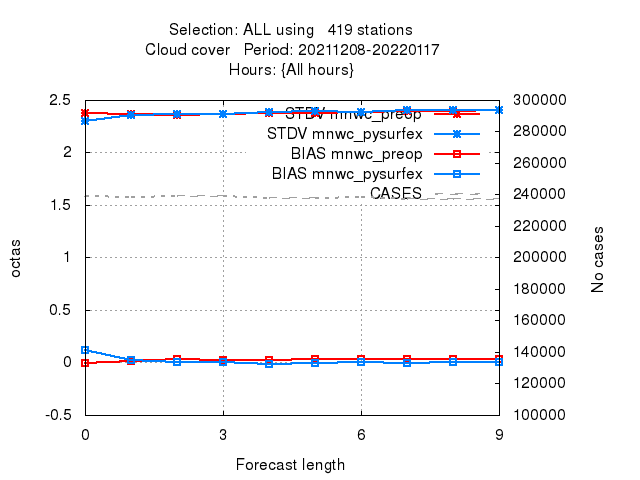 Selection: ALL using   419 stations
Cloud cover   Period: 20211208-20220117
Hours: {All hours}
2.5
2
1.5
1
0.5
0
-0.5
octas
300000
280000
260000
240000
220000
200000
180000
160000
140000
120000
100000
No cases
STDV mnwc_preop
STDV mnwc_pysurfex
BIAS mnwc_preop
BIAS mnwc_pysurfex
CASES
0 3 6 9
Forecast length